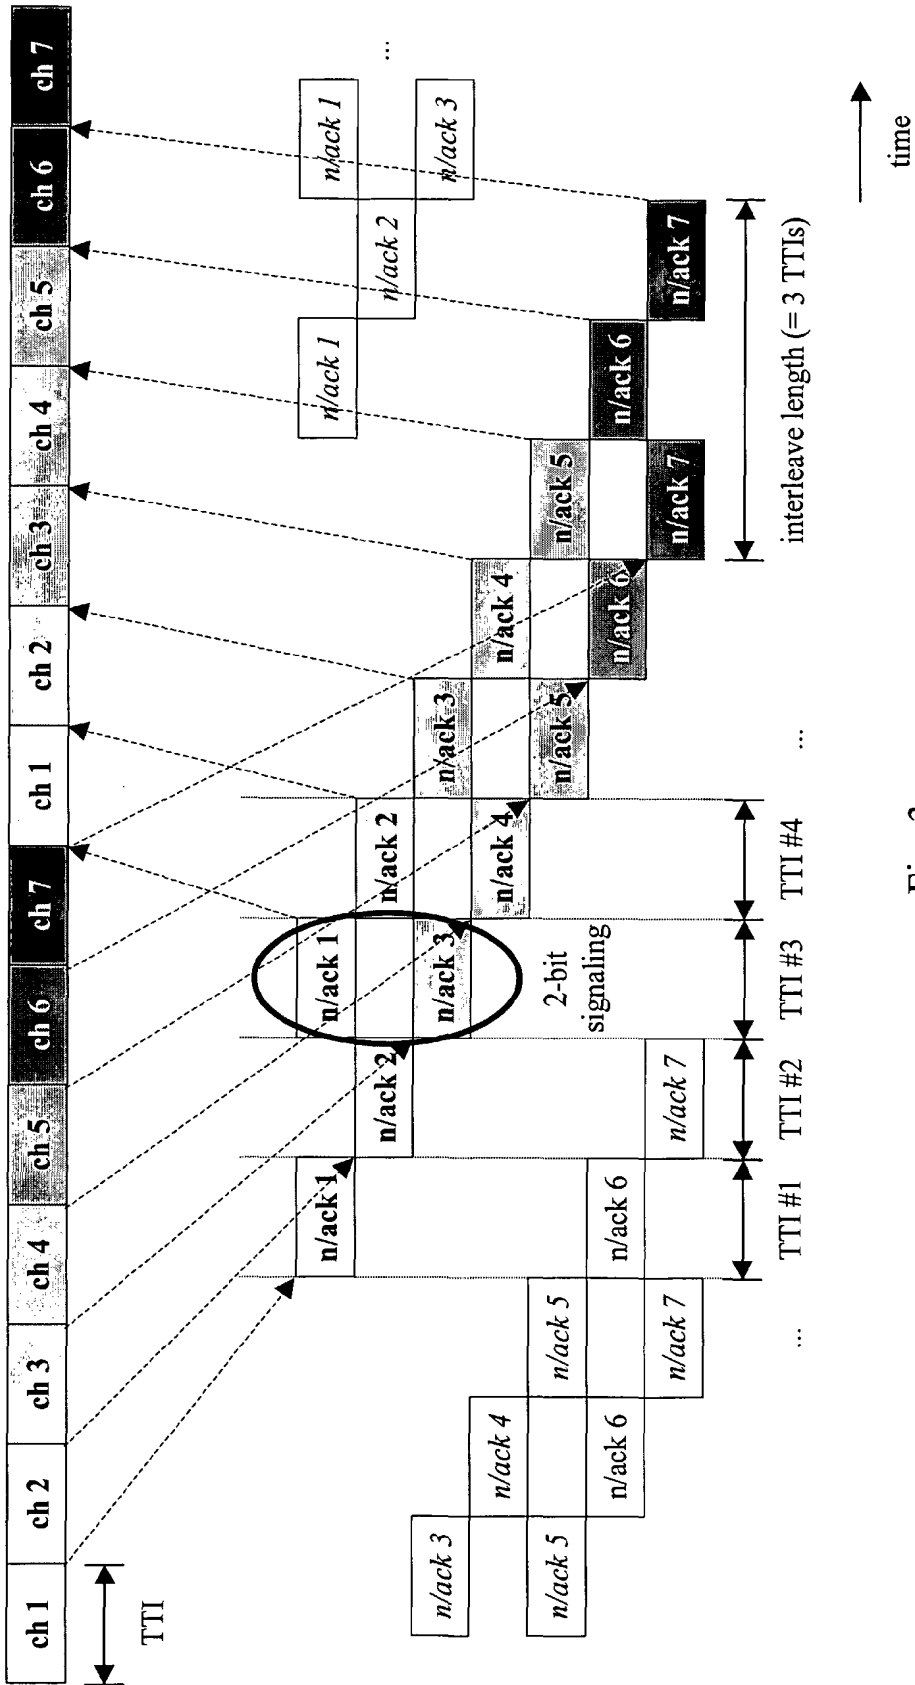 ch 1 ch 2 ch 3 ch 4 ch 5 ch 6 ch 7 ch 1 ch 2 ch 3 ch 4 ch 5 ch 6 ch 7
TTI
n/ack 1 n/ack 1 n/ack 1 n/ack 1
n/ack 2 n/ack 2 n/ack 2 ...
n/ack 3 n/ack 3 n/ack 3 n/ack 3
n/ack 4 n/ack 4 n/ack 4
n/ack 5 n/ack 5 n/ack 5 n/ack 5
2-bit
signaling
n/ack 6 n/ack 6 n/ack 6 n/ack 6
n/ack 7 n/ack 7 n/ack 7 n/ack 7
... TTI #1 TTI #2 TTI #3 TTI #4 ... interleave length (= 3 TTIs)
time